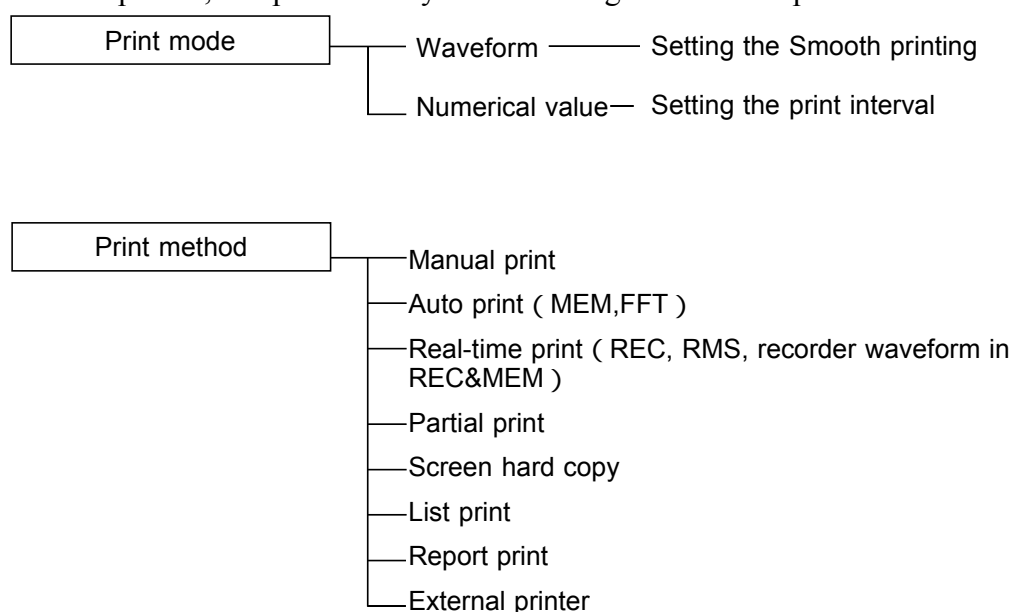 Print mode
Waveform Setting the Smooth printing
Numerical value Setting the print interval
Print method
Manual print
Auto print ( MEM,FFT )
Real-time print ( REC, RMS, recorder waveform in
REC&MEM )
Partial print
Screen hard copy
List print
Report print
External printer